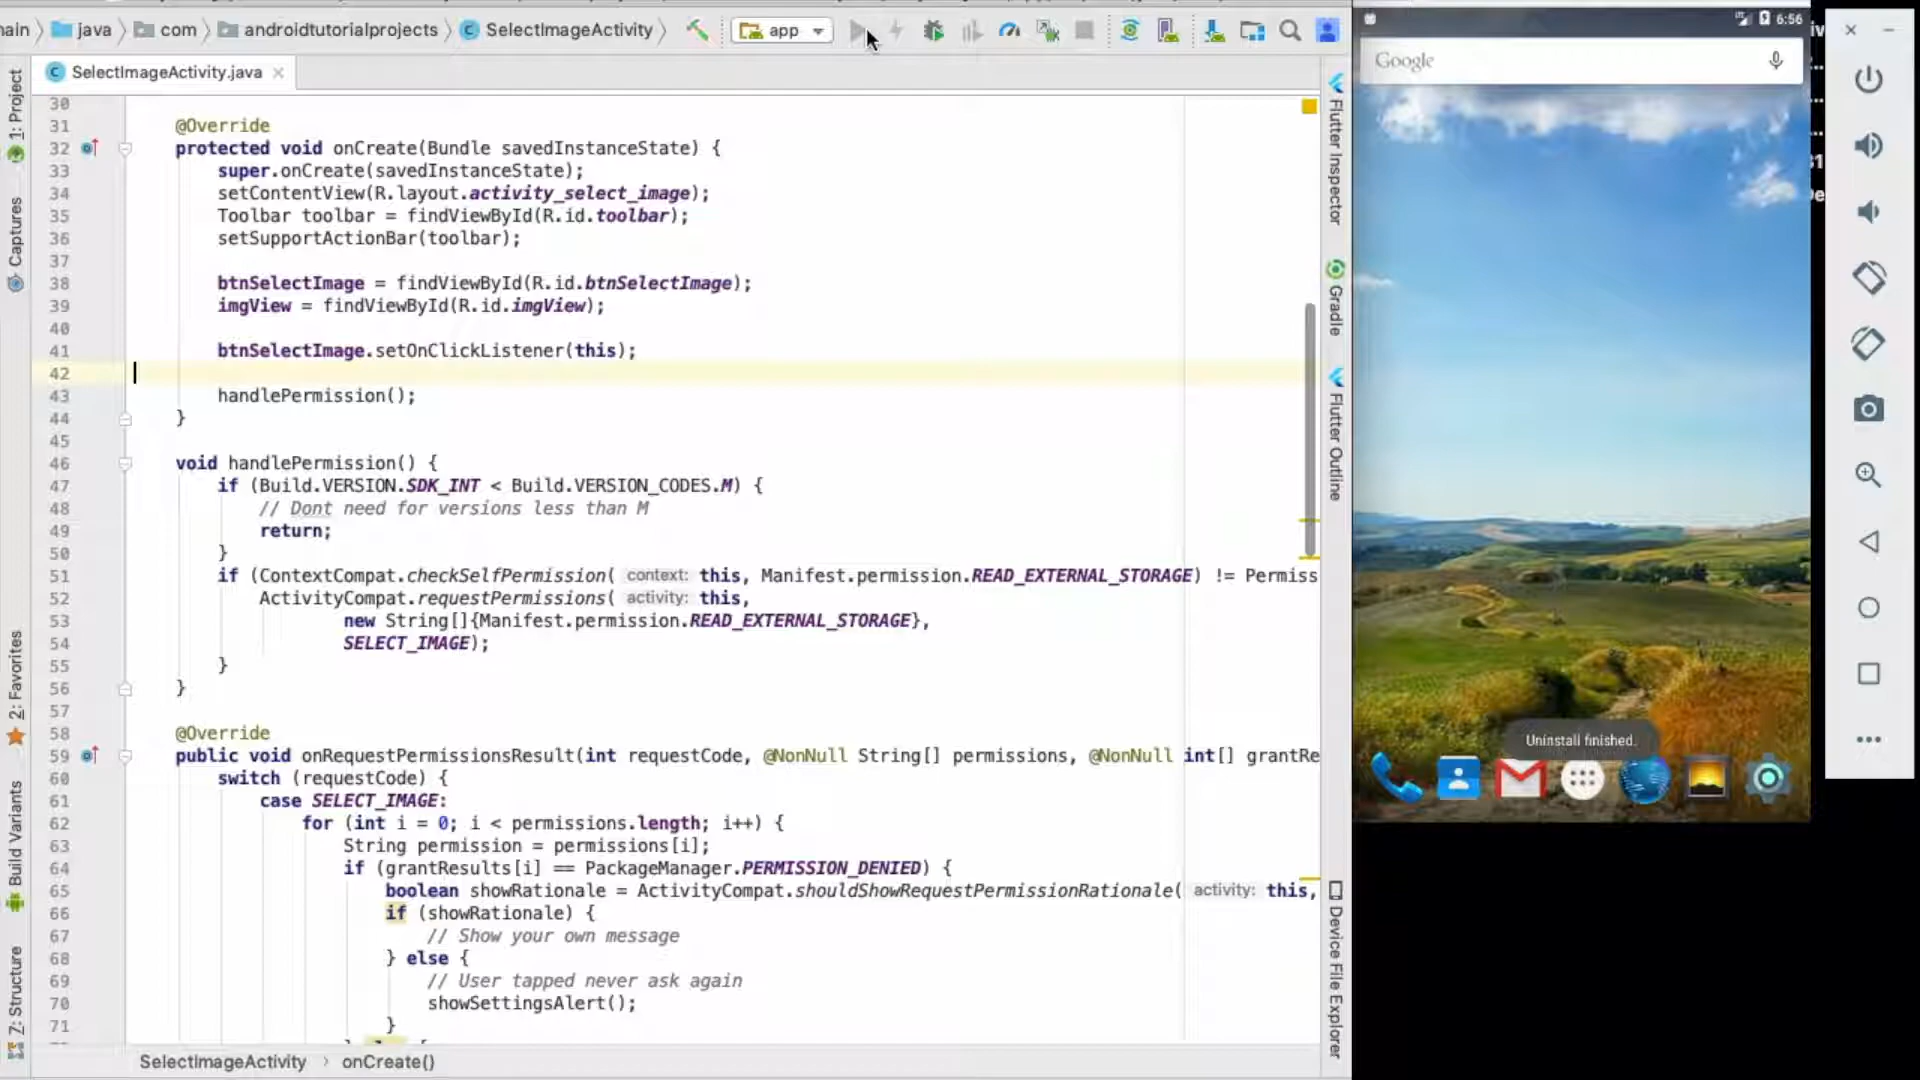 ain java com androidtutorialprojects SelectImageActivity app
SelectImageActivity.java
1: Project
Captures
2: Favorites
Build Variants
7: Structure
30
31 @Override
32 protected void onCreate(Bundle savedInstanceState) {
33 super.onCreate(savedInstanceState);
34 setContentView(R.layout.activity_select_image);
35 Toolbar toolbar = findViewById(R.id.toolbar);
36 setSupportActionBar(toolbar);
37
38 btnSelectImage = findViewById(R.id.btnSelectImage);
39 imgView = findViewById(R.id.imgView);
40
41 btnSelectImage.setOnClickListener(this);
42
43 handlePermission();
44 }
45
46 void handlePermission() {
47 if (Build.VERSION.SDK_INT < Build.VERSION_CODES.M) {
48 // Dont need for versions less than M
49 return;
50 }
51 if (ContextCompat.checkSelfPermission( context: this, Manifest.permission.READ_EXTERNAL_STORAGE) != Permiss
52 ActivityCompat.requestPermissions( activity: this,
53 new String[]{Manifest.permission.READ_EXTERNAL_STORAGE},
54 SELECT_IMAGE);
55 }
56 }
57
58 @Override
59 public void onRequestPermissionsResult(int requestCode, @NonNull String[] permissions, @NonNull int[] grantRe
60 switch (requestCode) {
61 case SELECT_IMAGE:
62 for (int i = 0; i < permissions.length; i++) {
63 String permission = permissions[i];
64 if (grantResults[i] == PackageManager.PERMISSION_DENIED) {
65 boolean showRationale = ActivityCompat.shouldShowRequestPermissionRationale( activity: this,
66 if (showRationale) {
67 // Show your own message
68 } else {
69 // User tapped never ask again
70 showSettingsAlert();
71 }
SelectImageActivity onCreate()
Flutter Inspector
Gradle
Flutter Outline
Device File Explorer
6:56
Google
Uninstall finished.